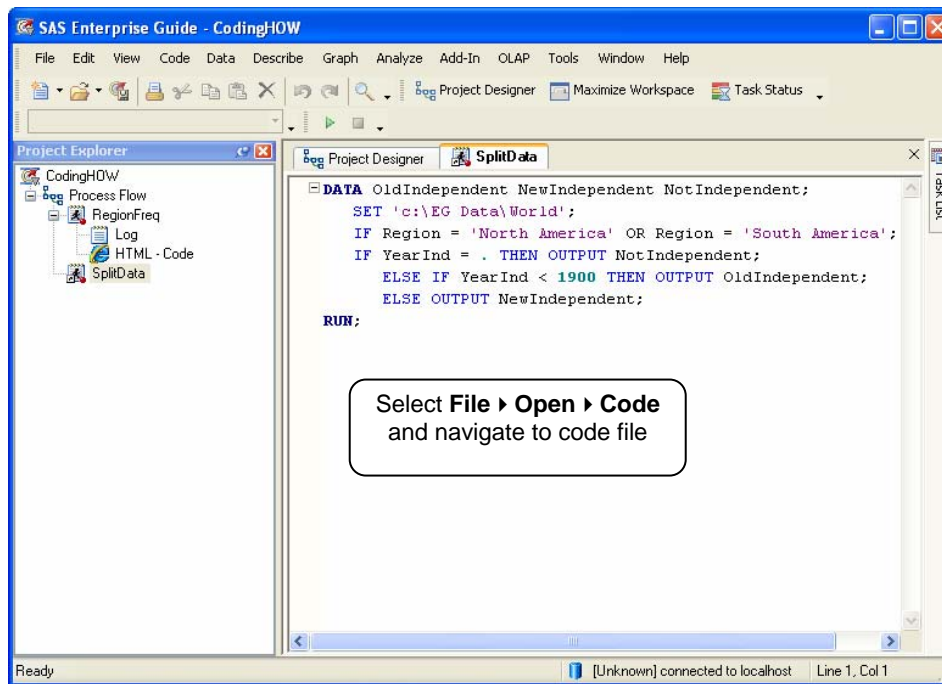 SAS Enterprise Guide - CodingHOW
File Edit View Code Data Describe Graph Analyze Add-In OLAP Tools Window Help
Project Designer Maximize Workspace Task Status
Project Explorer
CodingHOW
Process Flow
RegionFreq
Log
HTML - Code
SplitData
Project Designer SplitData
Task List
DATA OldIndependent NewIndependent NotIndependent;
SET 'c:\EG Data\World';
IF Region = 'North America' OR Region = 'South America';
IF YearInd = . THEN OUTPUT NotIndependent;
ELSE IF YearInd < 1900 THEN OUTPUT OldIndependent;
ELSE OUTPUT NewIndependent;
RUN;
Select File ▸ Open ▸ Code
and navigate to code file
Ready [Unknown] connected to localhost Line 1, Col 1